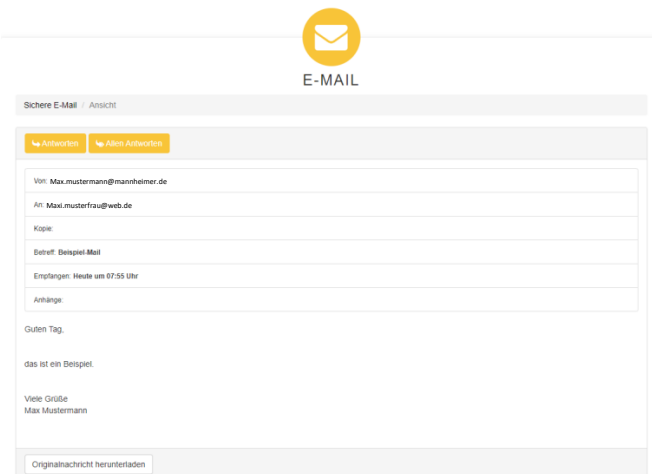 E-MAIL
Sichere E-Mail / Ansicht
Antworten Allen Antworten
Von: Max.mustermann@mannheimer.de
An: Maxi.musterfrau@web.de
Kopie:
Betreff: Beispiel-Mail
Empfangen: Heute um 07:55 Uhr
Anhänge:
Guten Tag,
das ist ein Beispiel.
Viele Grüße
Max Mustermann
Originalnachricht herunterladen